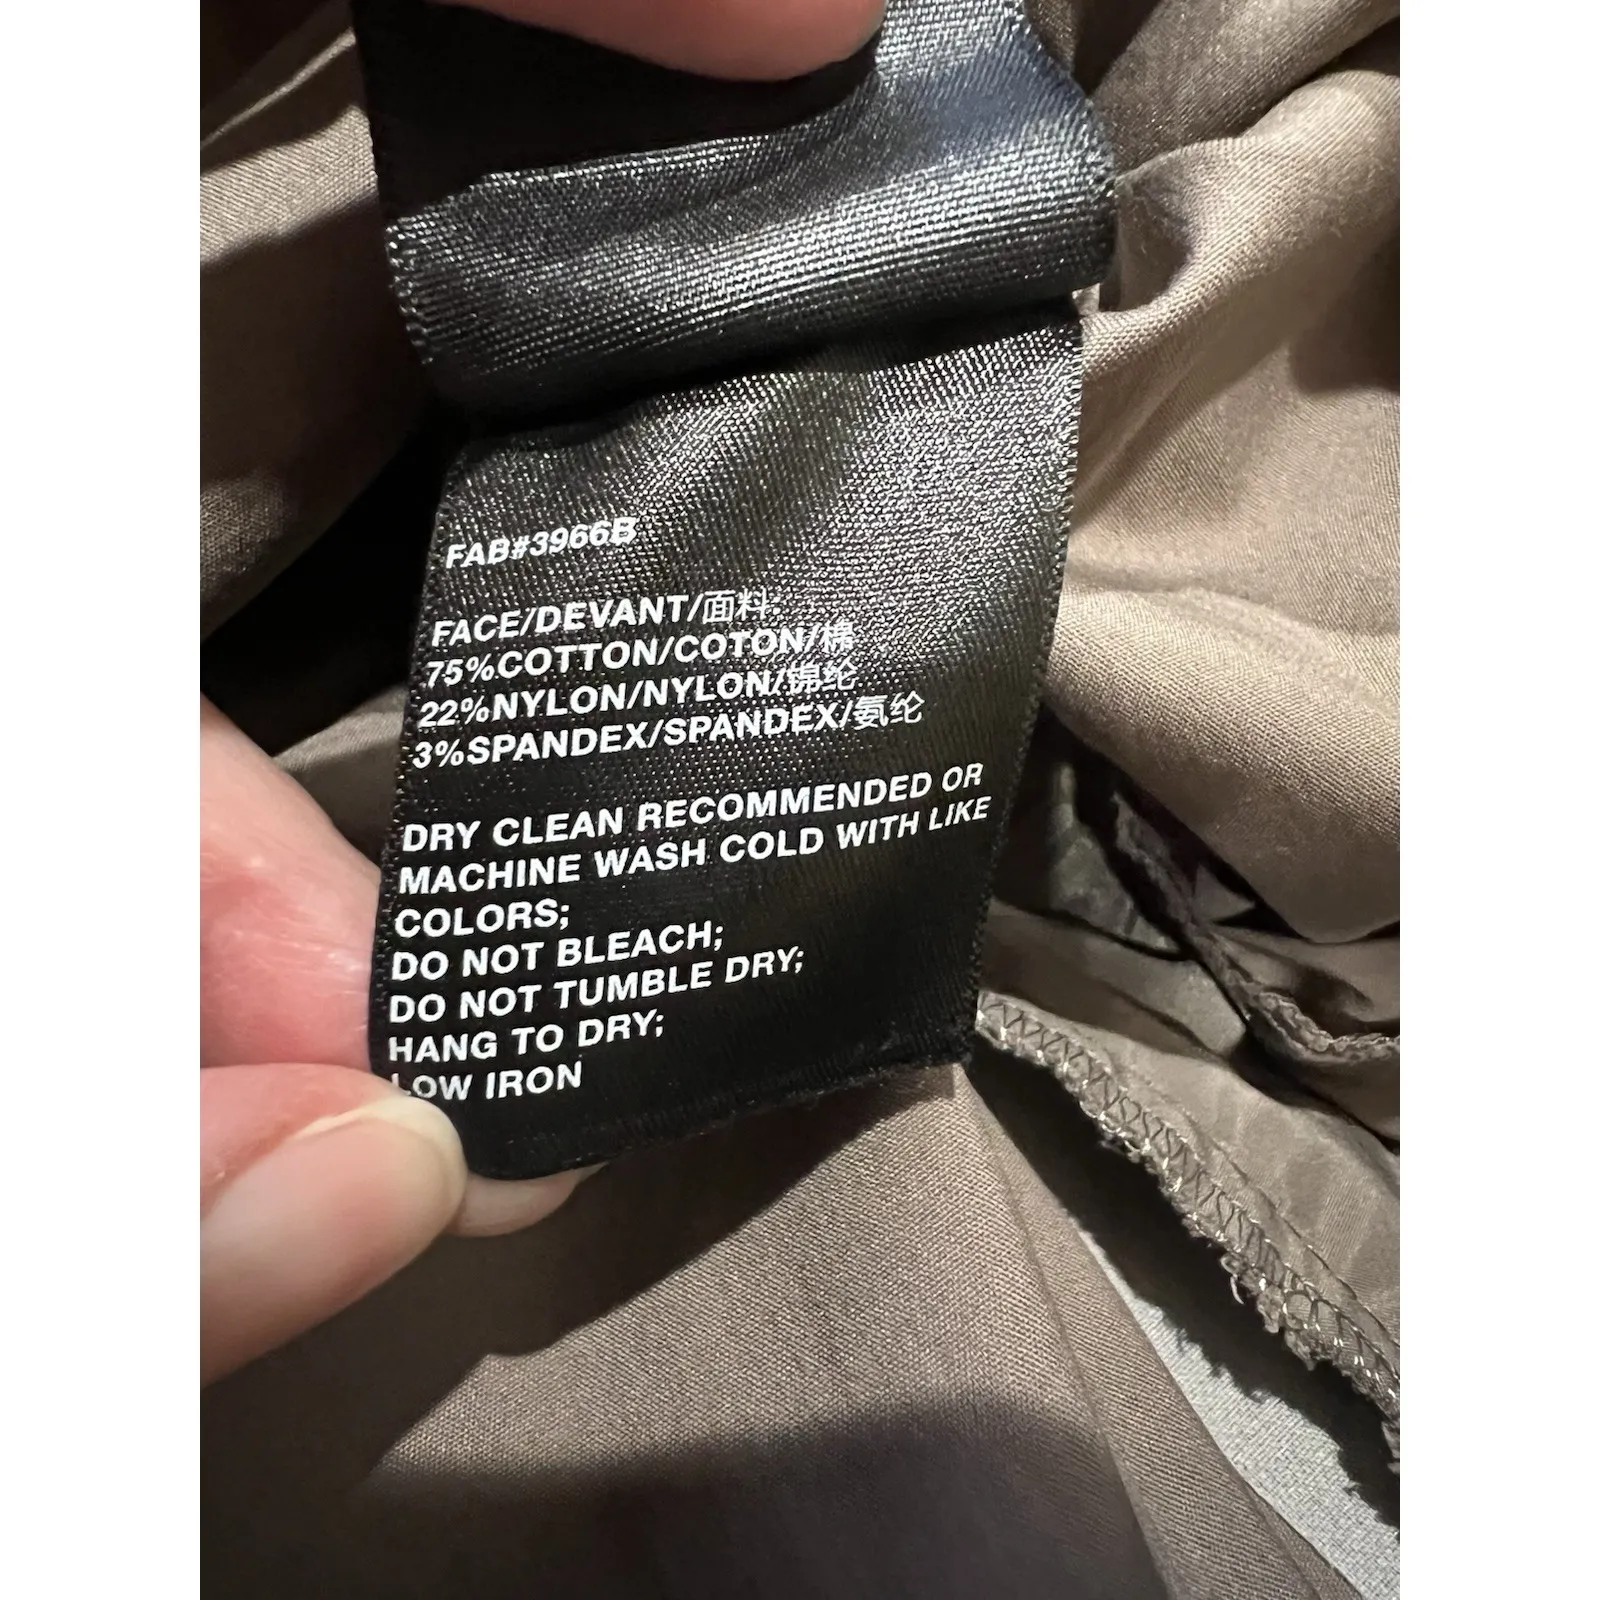 FAB#3966B
FACE/DEVANT/面料:
75%COTTON/COTON/棉
22%NYLON/NYLON/锦纶
3%SPANDEX/SPANDEX/氨纶
DRY CLEAN RECOMMENDED OR
MACHINE WASH COLD WITH LIKE
COLORS;
DO NOT BLEACH;
DO NOT TUMBLE DRY;
HANG TO DRY;
LOW IRON